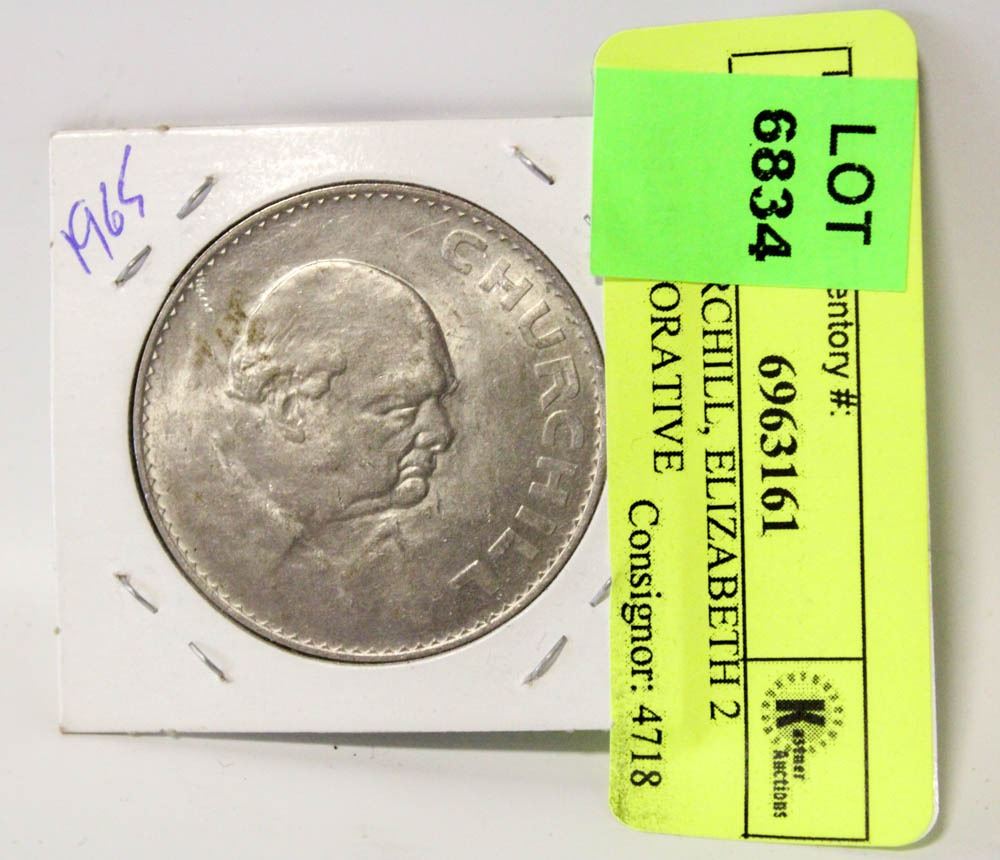 1965
CHURCHILL
LOT
6834
entory #:
6963161
RCHILL, ELIZABETH 2
ORATIVE
Consignor: 4718
Kastner
Auctions